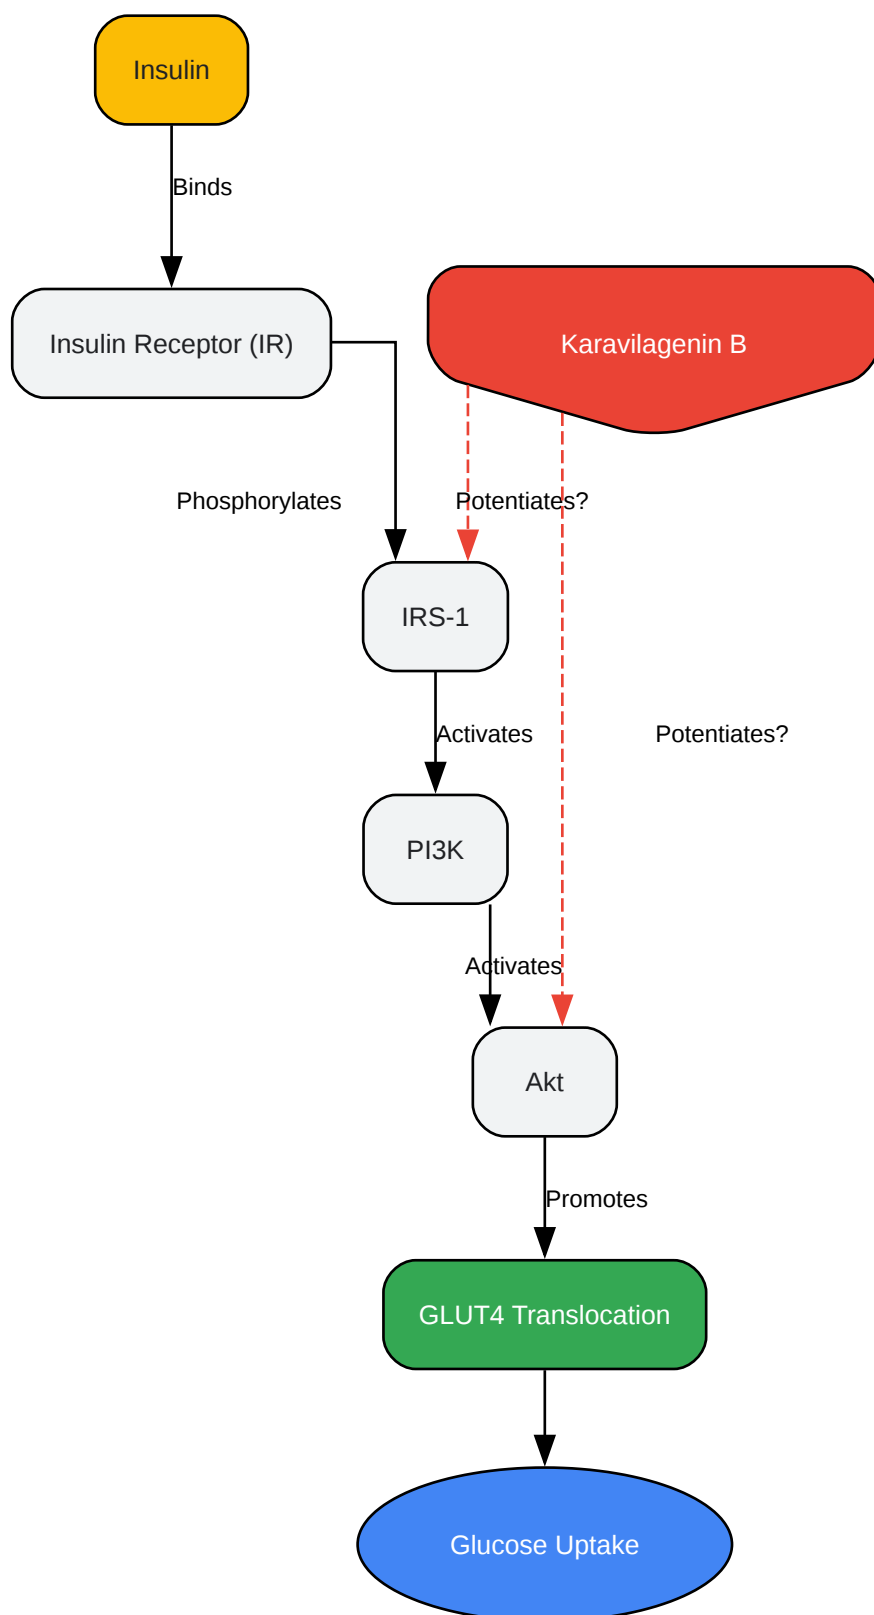 Insulin
Binds
Insulin Receptor (IR)
Karavilagenin B
Phosphorylates
Potentiates?
IRS-1
Activates
Potentiates?
PI3K
Activates
Akt
Promotes
GLUT4 Translocation
Glucose Uptake